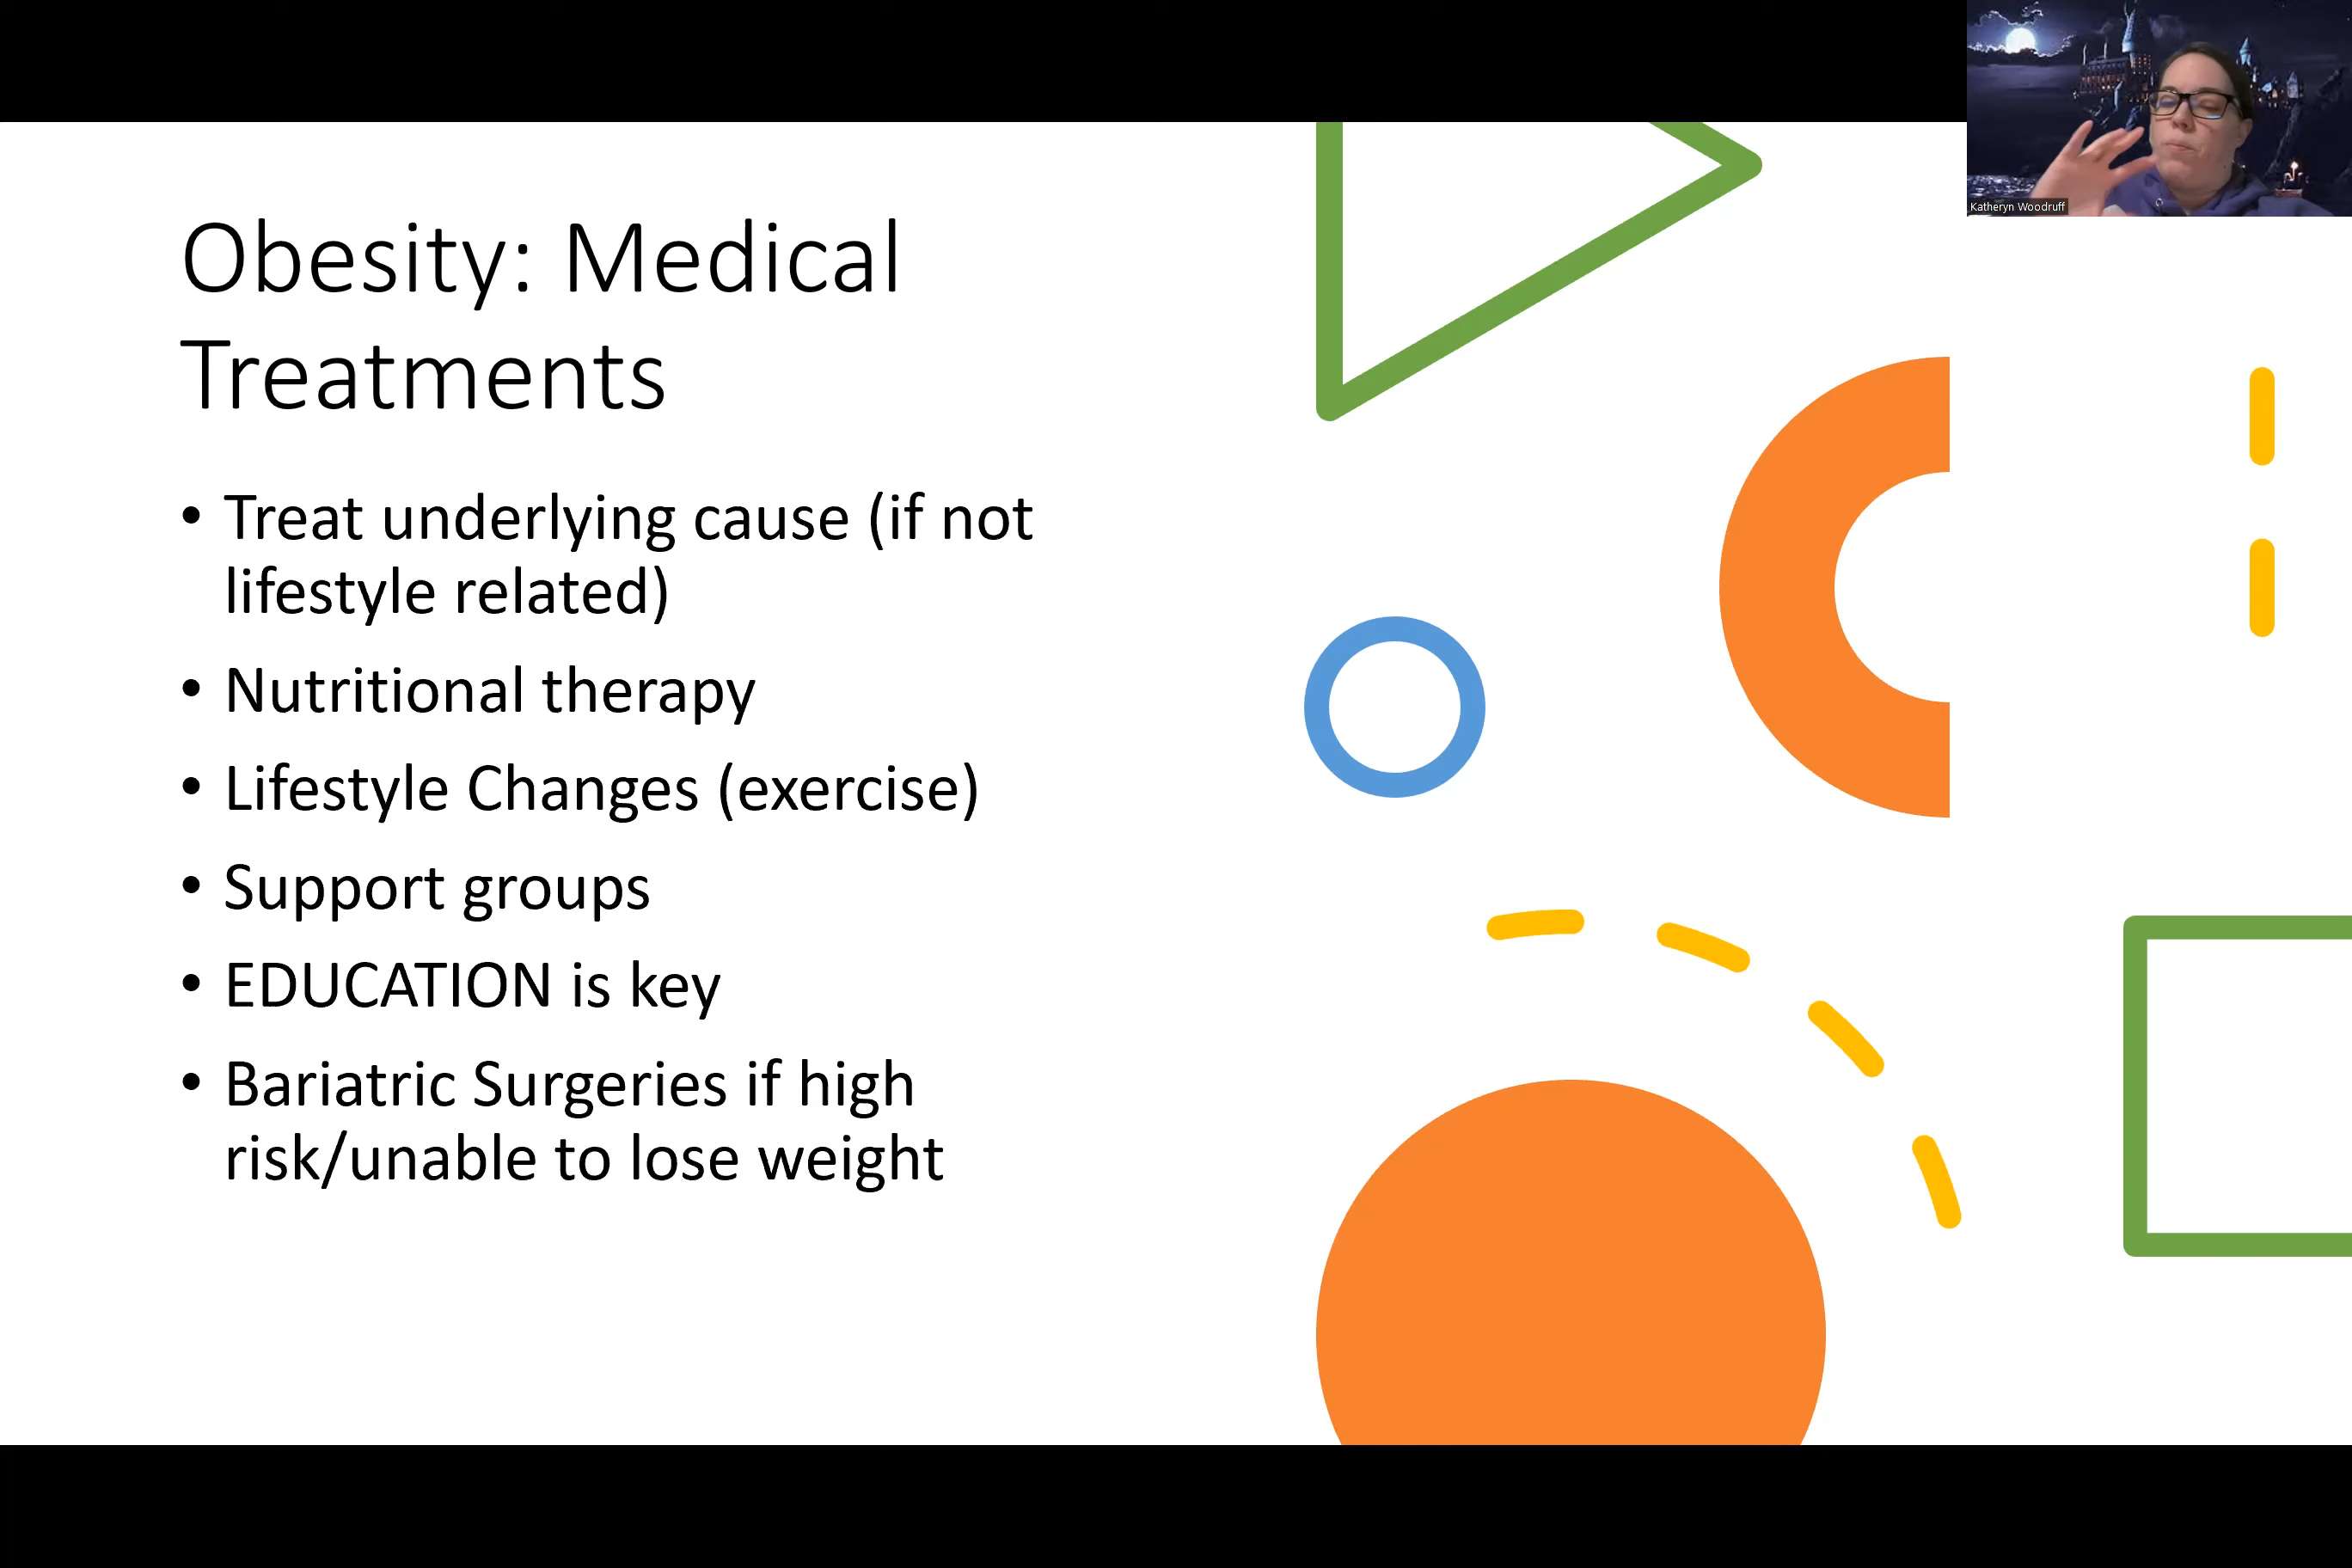 Katheryn Woodruff
Obesity: Medical
Treatments
• Treat underlying cause (if not
lifestyle related)
• Nutritional therapy
• Lifestyle Changes (exercise)
• Support groups
• EDUCATION is key
• Bariatric Surgeries if high
risk/unable to lose weight